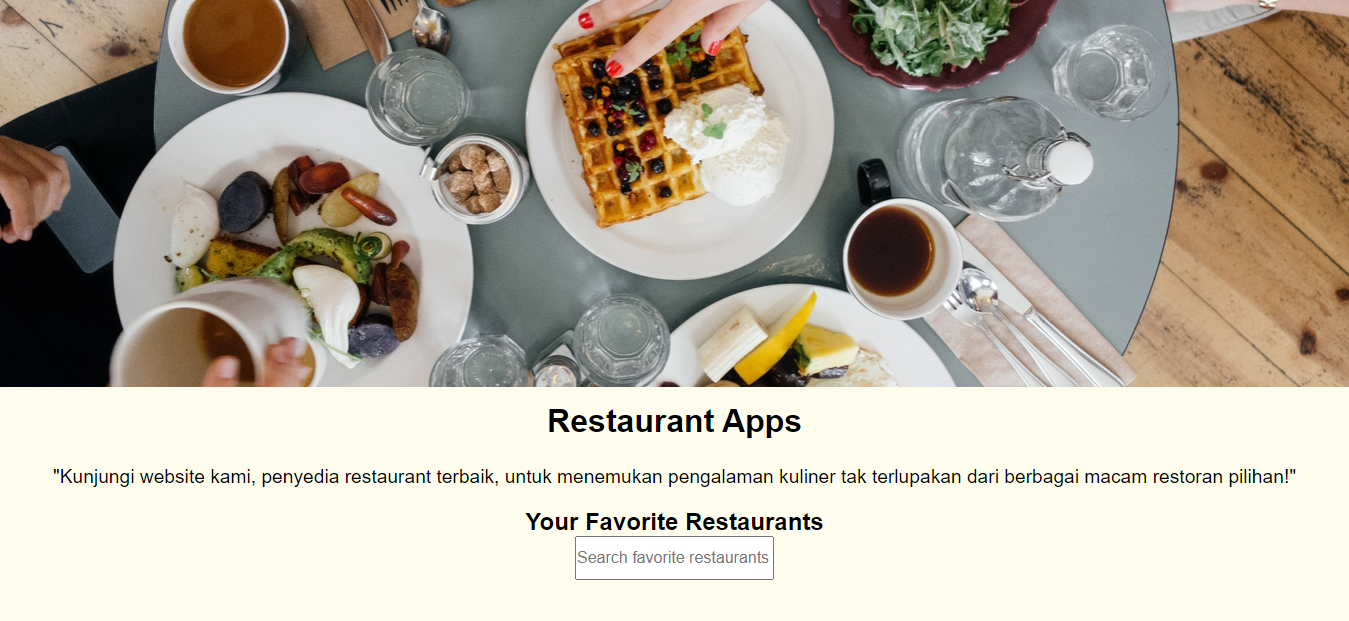 Restaurant Apps
"Kunjungi website kami, penyedia restaurant terbaik, untuk menemukan pengalaman kuliner tak terlupakan dari berbagai macam restoran pilihan!"
Your Favorite Restaurants
Search favorite restaurants